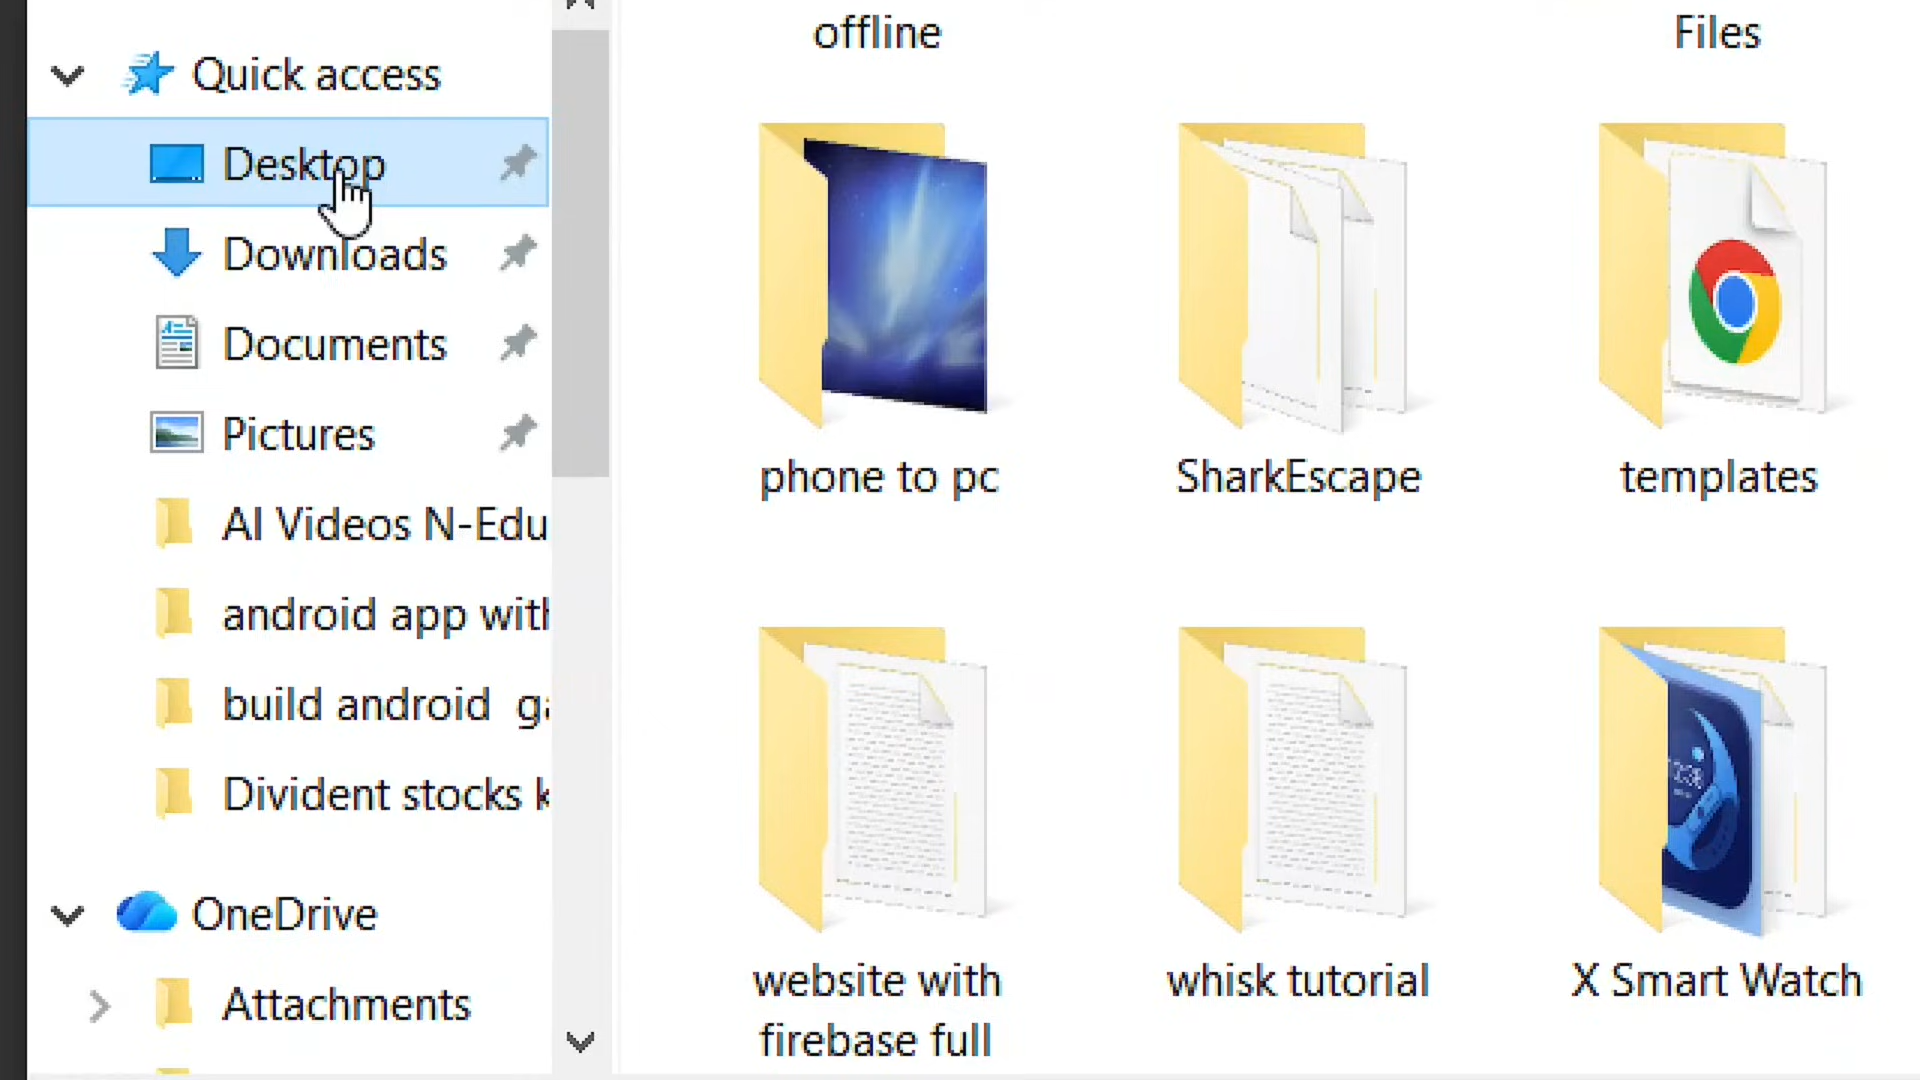 Quick access
Desktop
Downloads
Documents
Pictures
AI Videos N-Edu
android app with
build android ga
Divident stocks k
OneDrive
Attachments
offline
Files
phone to pc
SharkEscape
templates
website with
firebase full
whisk tutorial
X Smart Watch